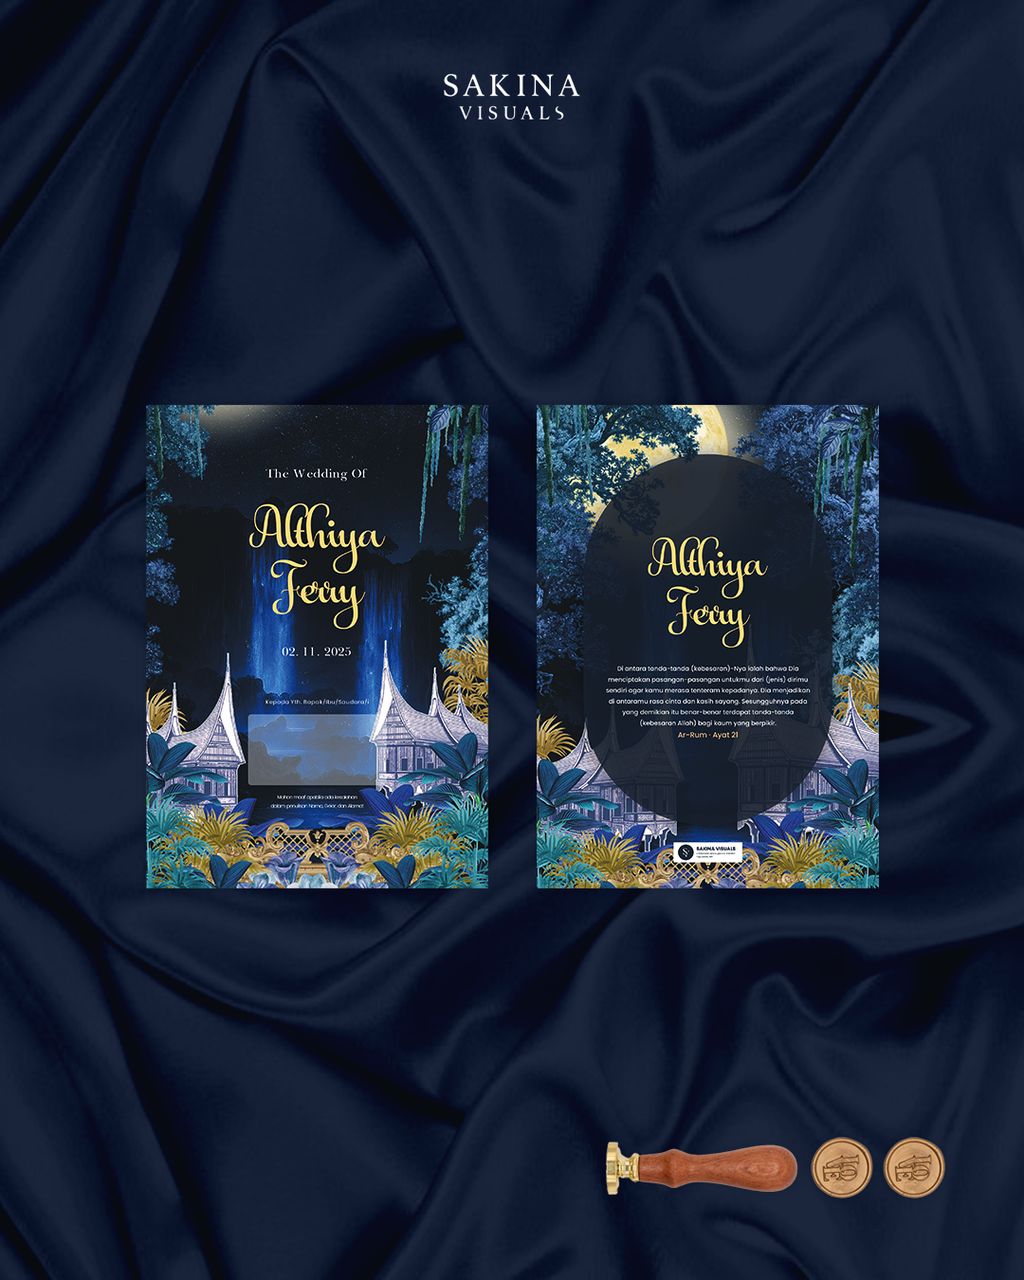 SAKINA
VISUALS
The Wedding Of
Althiya
Ferry
02. 11. 2025
Kepada Yth. Bapak/Ibu/Saudara/i
Mohon maaf apabila ada kesalahan
dalam penulisan Nama, Gelar, dan Alamat
Althiya
Ferry
Di antara tanda-tanda (kebesaran)-Nya ialah bahwa Dia
menciptakan pasangan-pasangan untukmu dari (jenis) dirimu
sendiri agar kamu merasa tenteram kepadanya. Dia menjadikan
di antaramu rasa cinta dan kasih sayang. Sesungguhnya pada
yang demikian itu benar-benar terdapat tanda-tanda
(kebesaran Allah) bagi kaum yang berpikir.
Ar-Rum · Ayat 21
SAKINA VISUALS